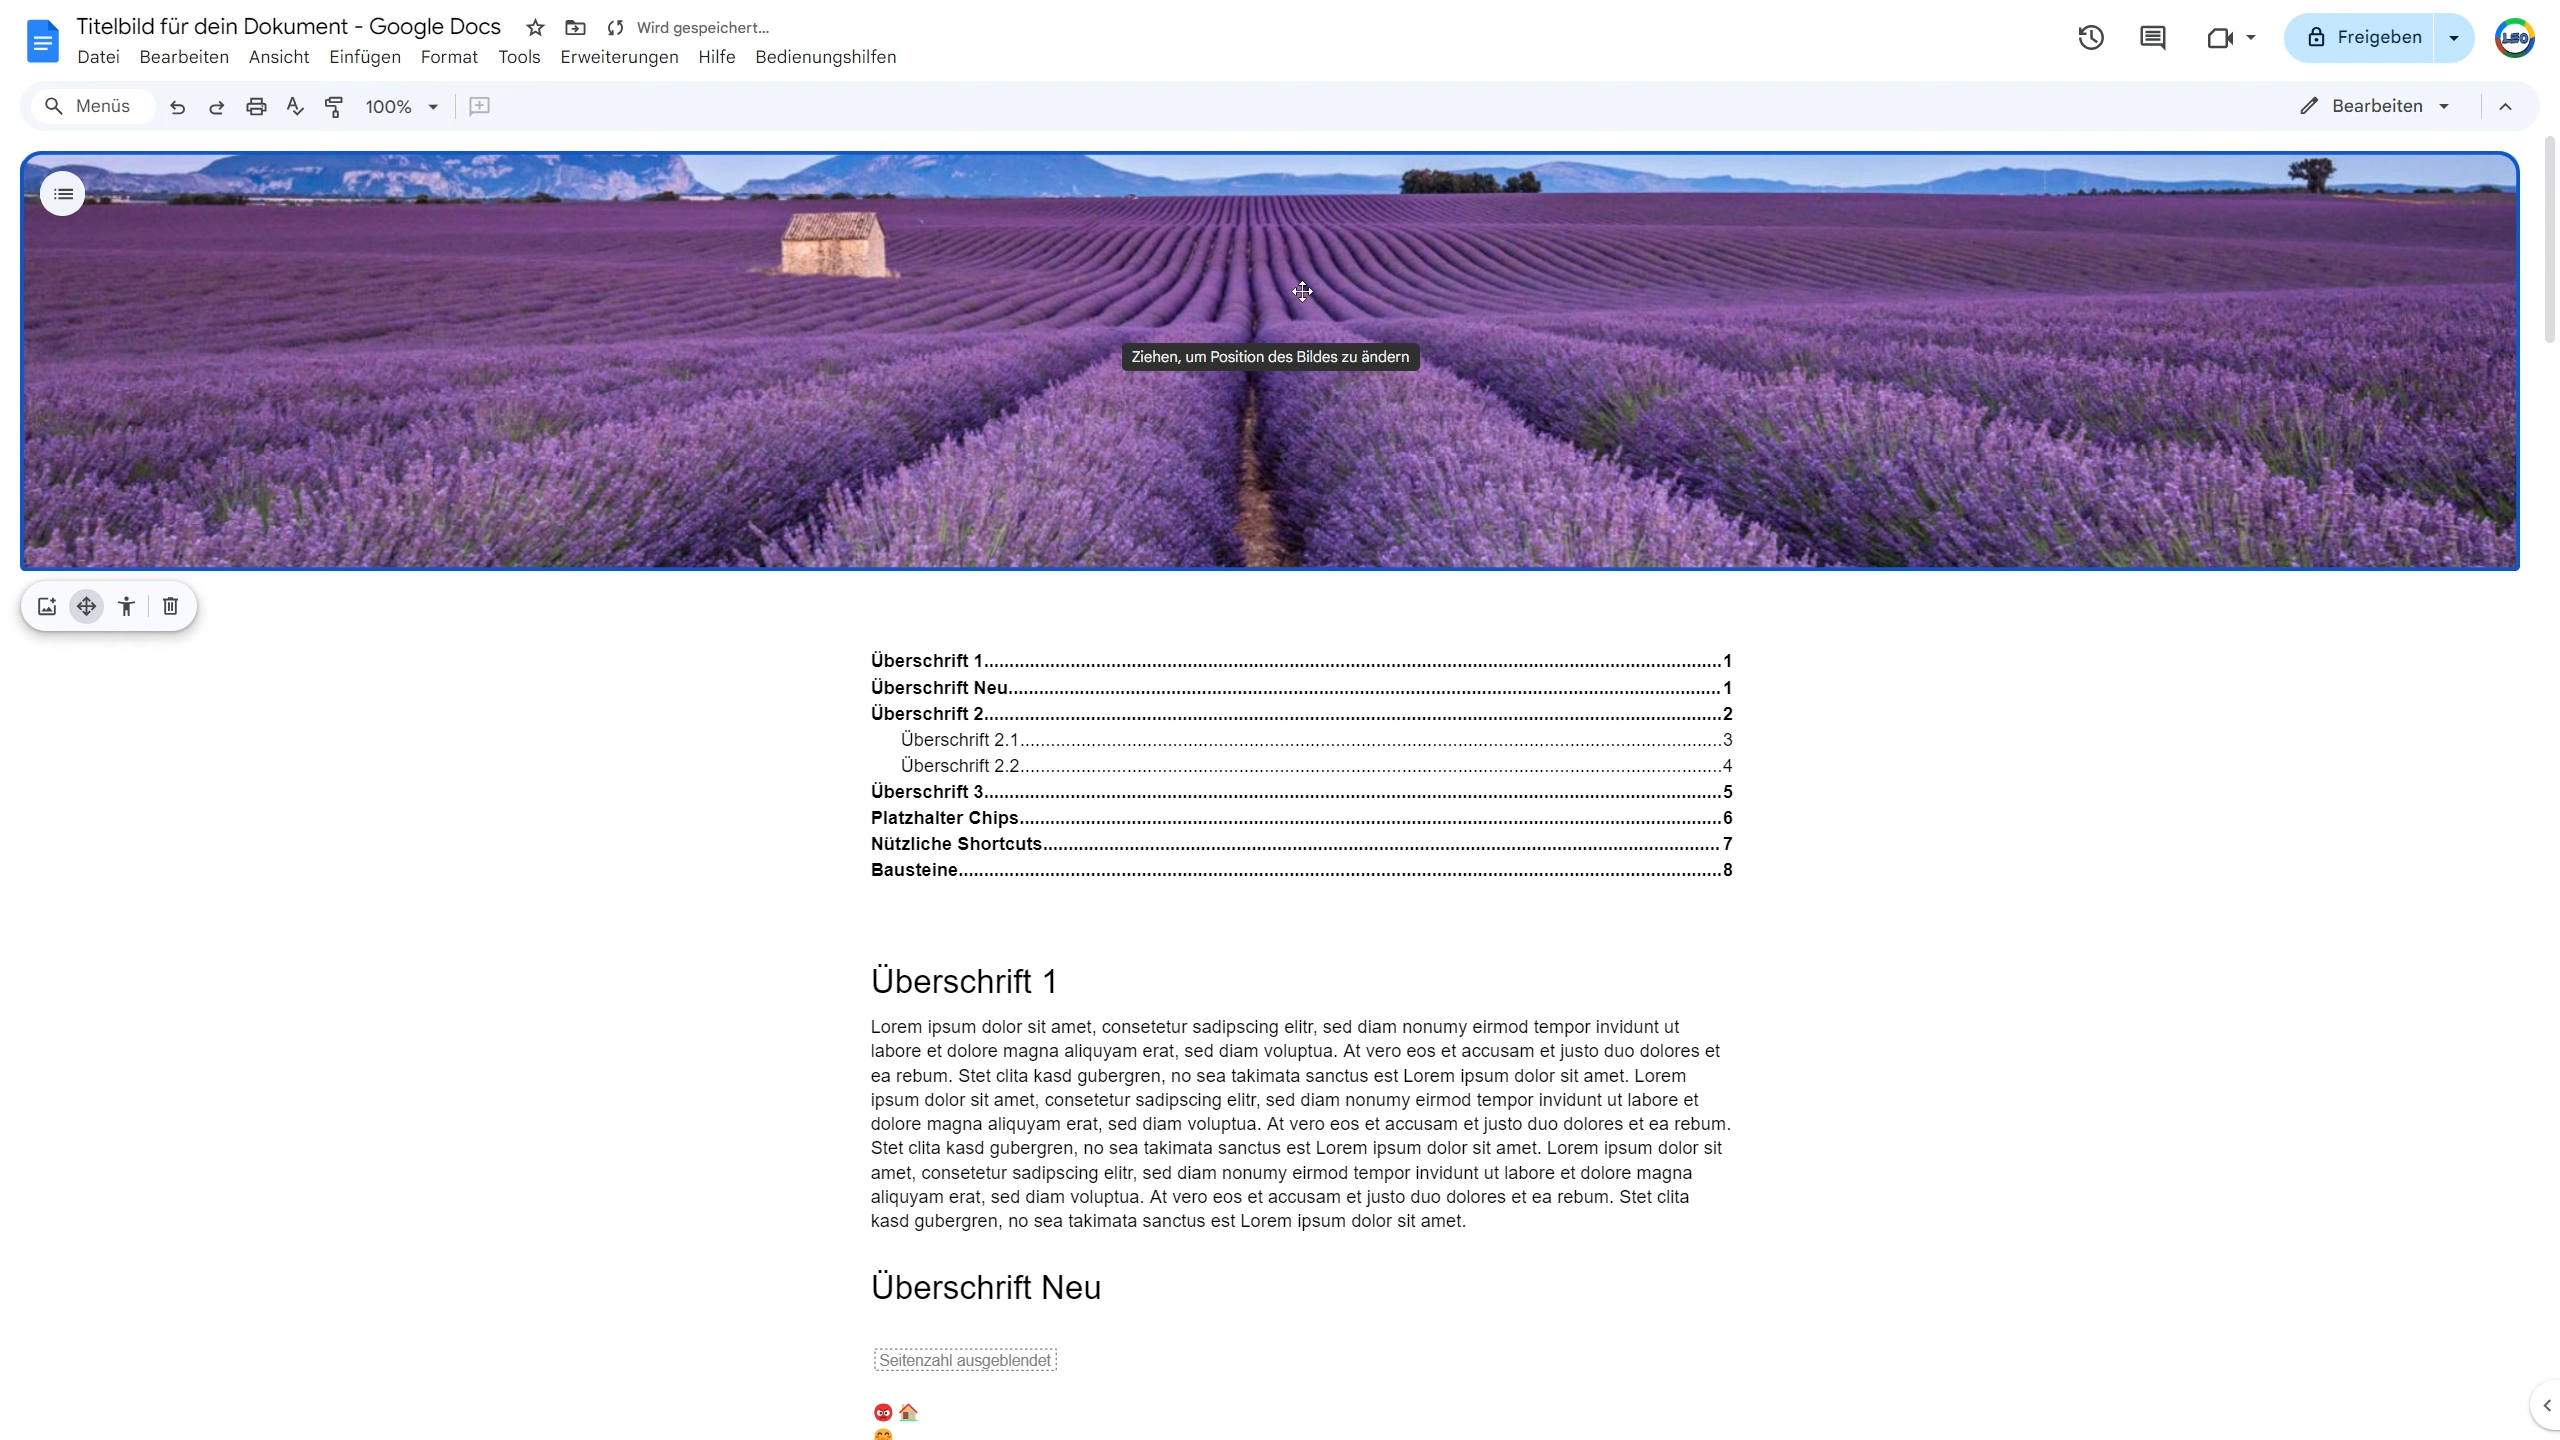 Titelbild für dein Dokument - Google Docs
Wird gespeichert...
Datei Bearbeiten Ansicht Einfügen Format Tools Erweiterungen Hilfe Bedienungshilfen
Freigeben
LSO
Menüs
100%
Bearbeiten
Ziehen, um Position des Bildes zu ändern
Überschrift 1 1
Überschrift Neu 1
Überschrift 2 2
Überschrift 2.1 3
Überschrift 2.2 4
Überschrift 3 5
Platzhalter Chips 6
Nützliche Shortcuts 7
Bausteine 8
Überschrift 1
Lorem ipsum dolor sit amet, consetetur sadipscing elitr, sed diam nonumy eirmod tempor invidunt ut
labore et dolore magna aliquyam erat, sed diam voluptua. At vero eos et accusam et justo duo dolores et
ea rebum. Stet clita kasd gubergren, no sea takimata sanctus est Lorem ipsum dolor sit amet. Lorem
ipsum dolor sit amet, consetetur sadipscing elitr, sed diam nonumy eirmod tempor invidunt ut labore et
dolore magna aliquyam erat, sed diam voluptua. At vero eos et accusam et justo duo dolores et ea rebum.
Stet clita kasd gubergren, no sea takimata sanctus est Lorem ipsum dolor sit amet. Lorem ipsum dolor sit
amet, consetetur sadipscing elitr, sed diam nonumy eirmod tempor invidunt ut labore et dolore magna
aliquyam erat, sed diam voluptua. At vero eos et accusam et justo duo dolores et ea rebum. Stet clita
kasd gubergren, no sea takimata sanctus est Lorem ipsum dolor sit amet.
Überschrift Neu
Seitenzahl ausgeblendet